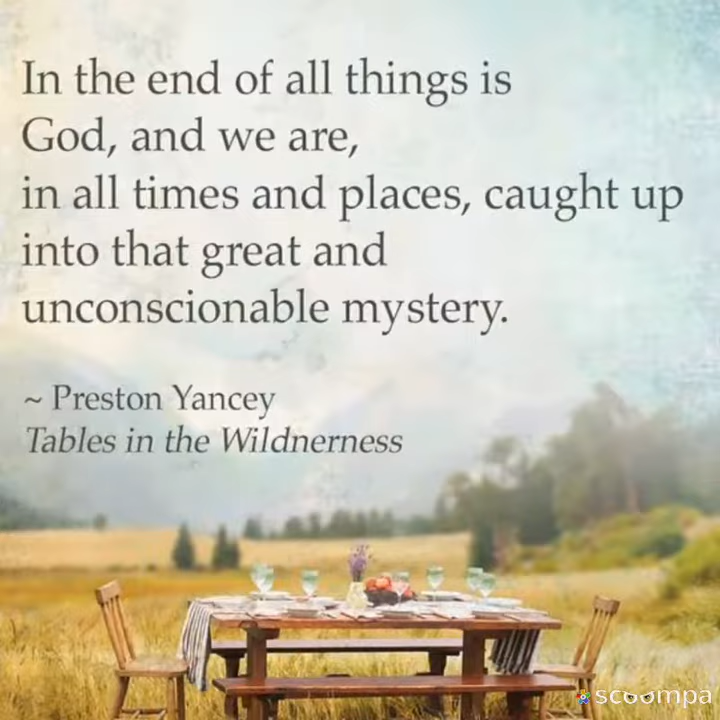 In the end of all things is
God, and we are,
in all times and places, caught up
into that great and
unconscionable mystery.
~ Preston Yancey
Tables in the Wildnerness
scoompa